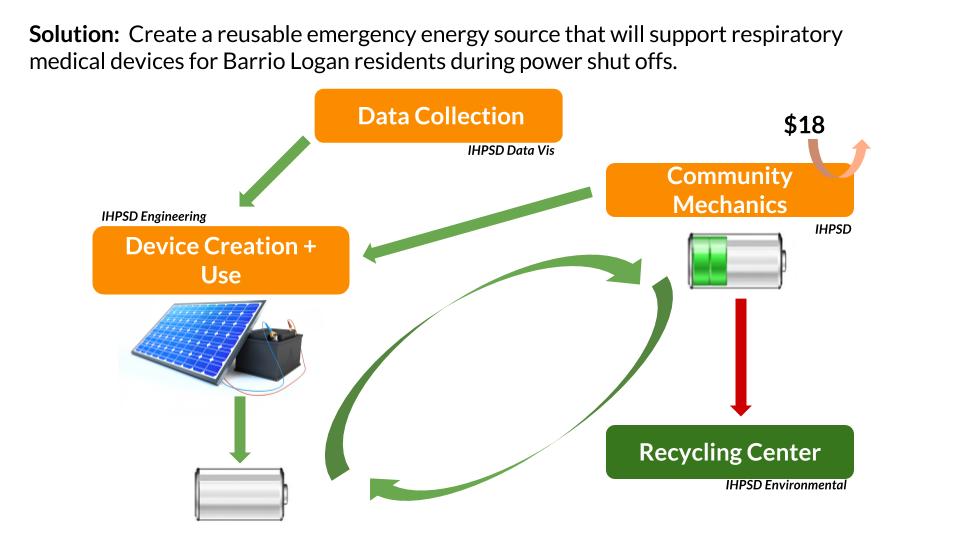 Solution: Create a reusable emergency energy source that will support respiratory
medical devices for Barrio Logan residents during power shut offs.
Data Collection
IHPSD Data Vis
$18
Community
Mechanics
IHPSD
IHPSD Engineering
Device Creation +
Use
Recycling Center
IHPSD Environmental